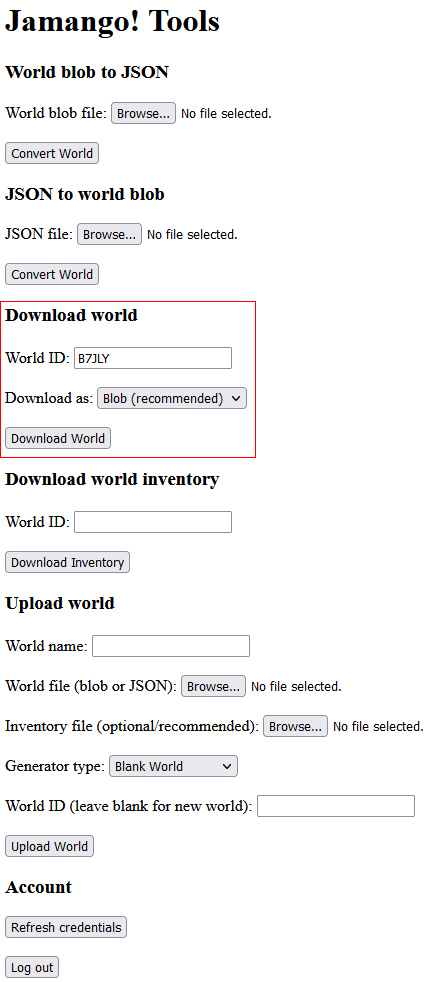 Jamango! Tools
World blob to JSON
World blob file: Browse... No file selected.
Convert World
JSON to world blob
JSON file: Browse... No file selected.
Convert World
Download world
World ID: B7JLY
Download as: Blob (recommended)
Download World
Download world inventory
World ID:
Download Inventory
Upload world
World name:
World file (blob or JSON): Browse... No file selected.
Inventory file (optional/recommended): Browse... No file selected.
Generator type: Blank World
World ID (leave blank for new world):
Upload World
Account
Refresh credentials
Log out